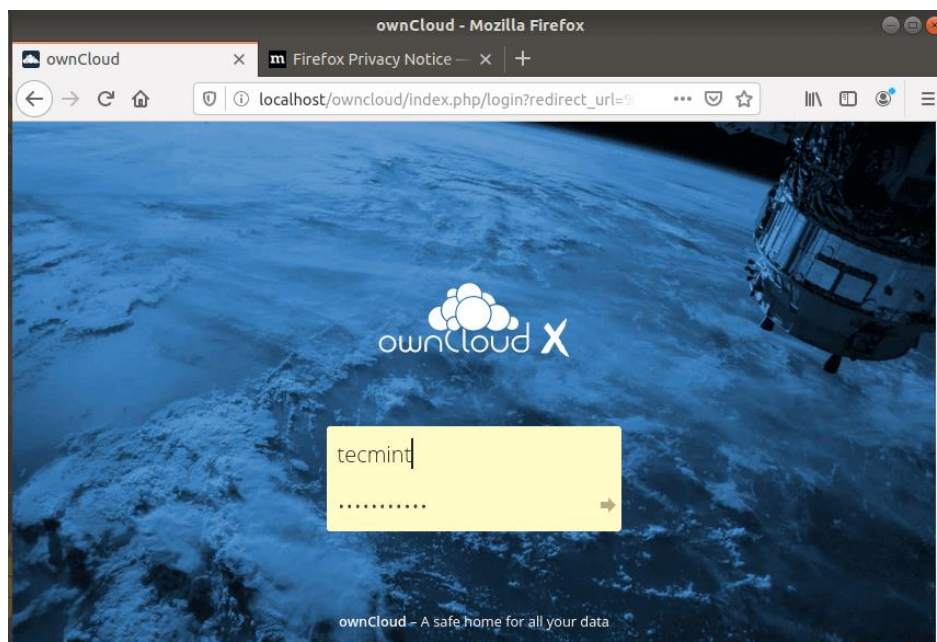 ownCloud - Mozilla Firefox
ownCloud
m Firefox Privacy Notice —
localhost/owncloud/index.php/login?redirect_url=
ownCloud X
tecmint
ownCloud – A safe home for all your data